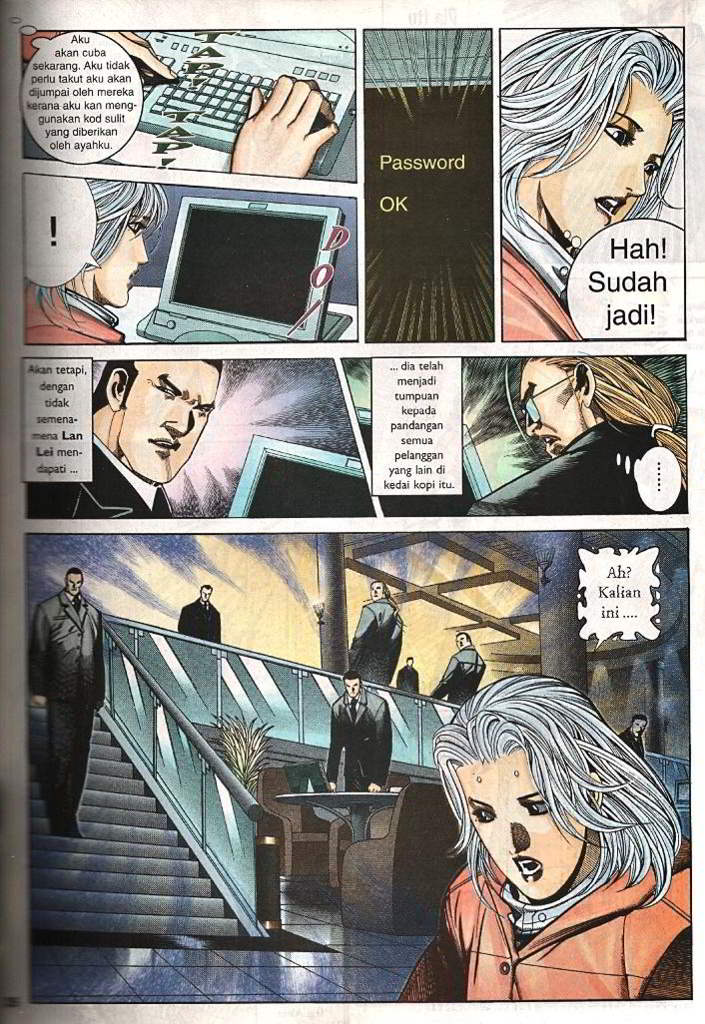 Aku
akan cuba
sekarang. Aku tidak
perlu takut aku akan
dijumpai oleh mereka
kerana aku kan meng-
gunakan kod sulit
yang diberikan
oleh ayahku.
TAP! TAP! TAP!
Password
OK
Hah!
Sudah
jadi!
!
DO!
Akan tetapi,
dengan
tidak
semena-
mena Lan
Lei men-
dapati ...
... dia telah
menjadi
tumpuan
kepada
pandangan
semua
pelanggan
yang lain di
kedai kopi itu.
......
Ah?
Kalian
ini ....